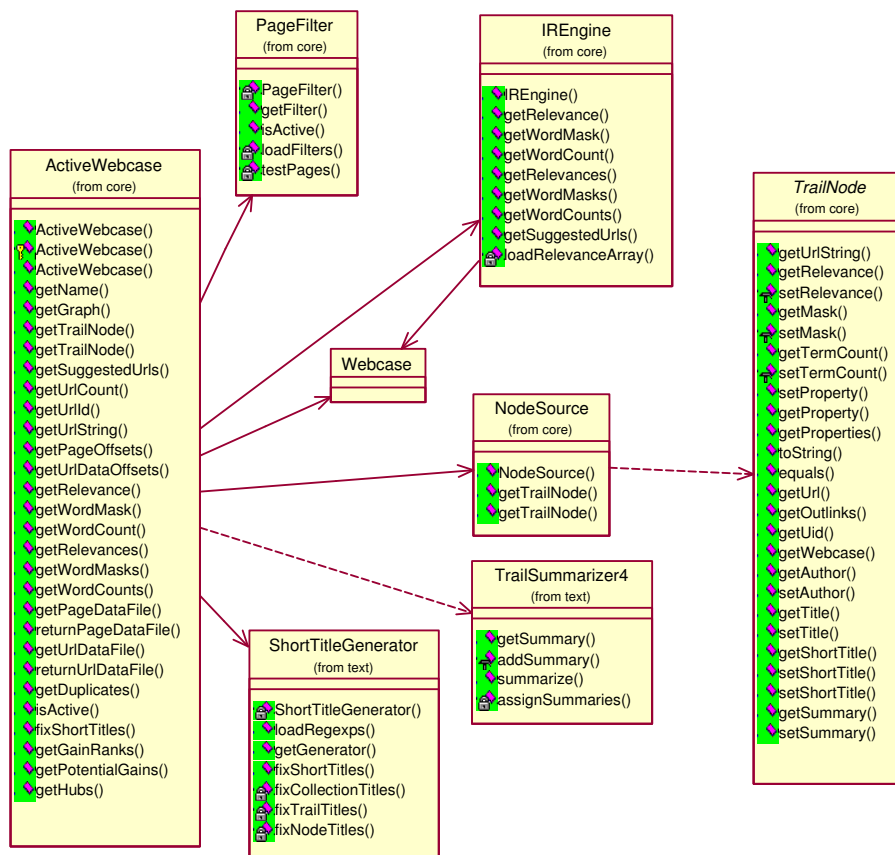 PageFilter
(from core)
PageFilter()
getFilter()
isActive()
loadFilters()
testPages()
IREngine
(from core)
IREngine()
getRelevance()
getWordMask()
getWordCount()
getRelevances()
getWordMasks()
getWordCounts()
getSuggestedUrls()
loadRelevanceArray()
ActiveWebcase
(from core)
ActiveWebcase()
ActiveWebcase()
ActiveWebcase()
getName()
getGraph()
getTrailNode()
getTrailNode()
getSuggestedUrls()
getUrlCount()
getUrlId()
getUrlString()
getPageOffsets()
getUrlDataOffsets()
getRelevance()
getWordMask()
getWordCount()
getRelevances()
getWordMasks()
getWordCounts()
getPageDataFile()
returnPageDataFile()
getUrlDataFile()
returnUrlDataFile()
getDuplicates()
isActive()
fixShortTitles()
getGainRanks()
getPotentialGains()
getHubs()
Webcase
NodeSource
(from core)
NodeSource()
getTrailNode()
getTrailNode()
TrailSummarizer4
(from text)
getSummary()
addSummary()
summarize()
assignSummaries()
ShortTitleGenerator
(from text)
ShortTitleGenerator()
loadRegexps()
getGenerator()
fixShortTitles()
fixCollectionTitles()
fixTrailTitles()
fixNodeTitles()
TrailNode
(from core)
getUrlString()
getRelevance()
setRelevance()
getMask()
setMask()
getTermCount()
setTermCount()
setProperty()
getProperty()
getProperties()
toString()
equals()
getUrl()
getOutlinks()
getUid()
getWebcase()
getAuthor()
setAuthor()
getTitle()
setTitle()
getShortTitle()
setShortTitle()
setShortTitle()
getSummary()
setSummary()